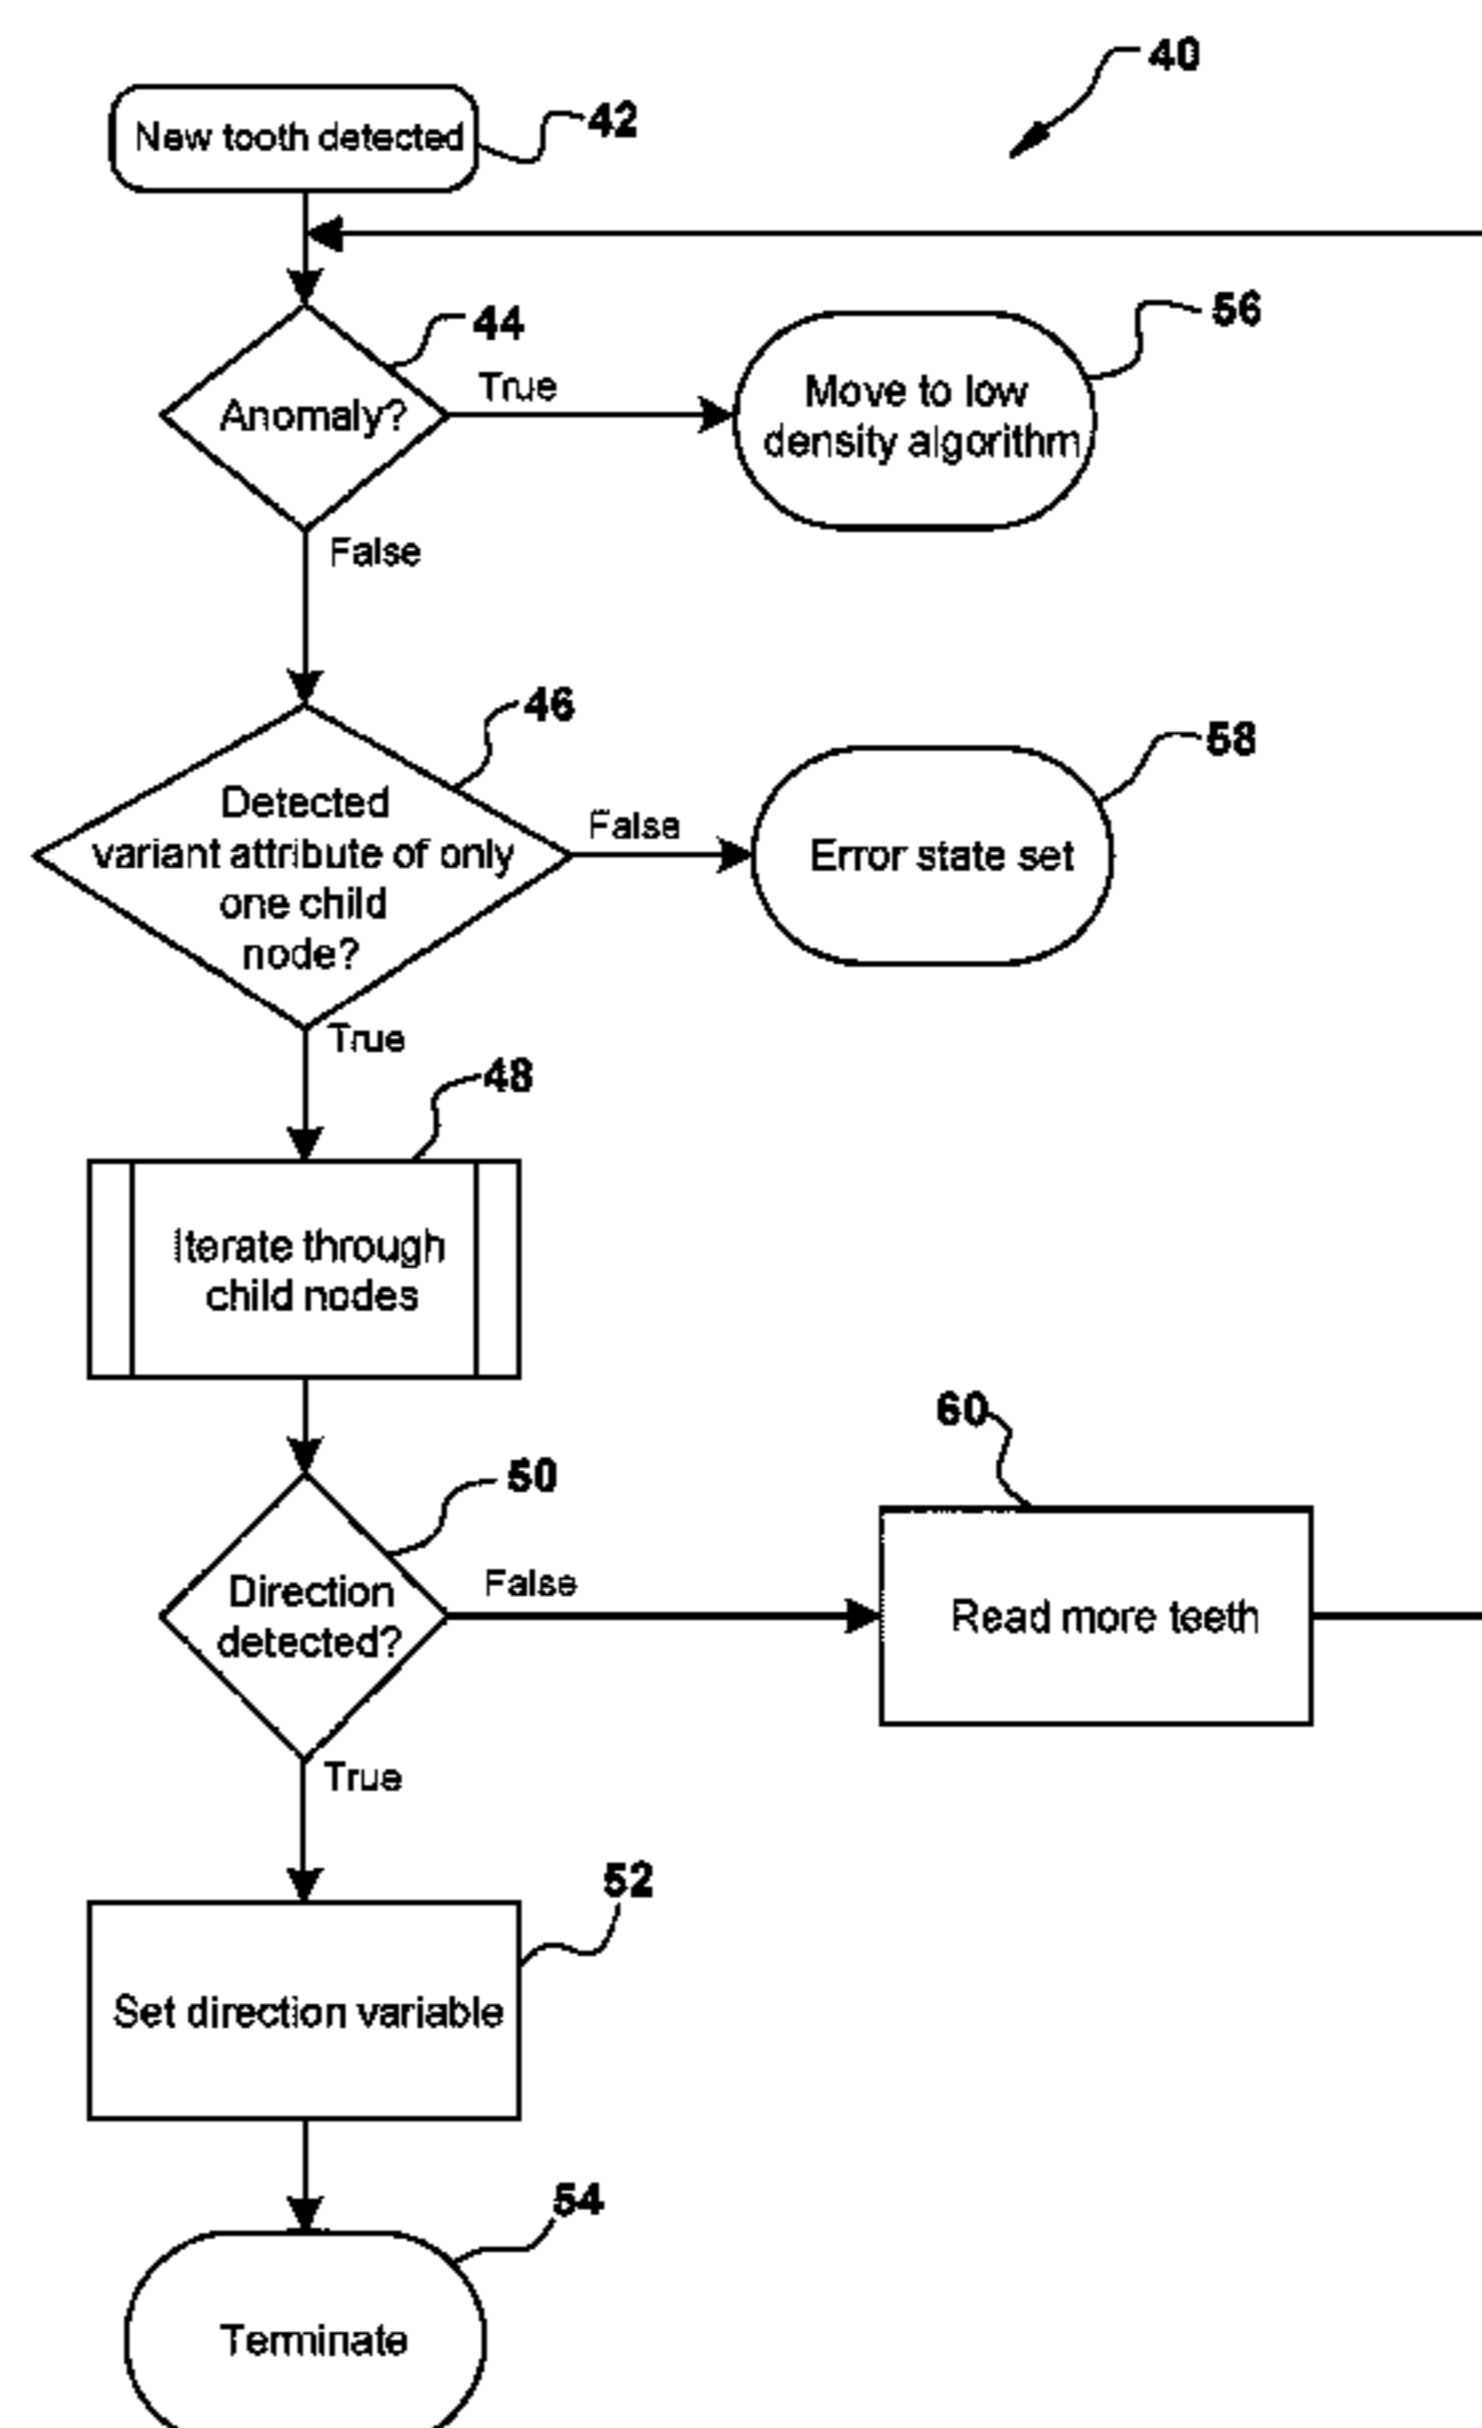 40
New tooth detected
42
44
Anomaly?
True
56
Move to low
density algorithm
False
46
Detected
variant attribute of only
one child
node?
False
58
Error state set
True
48
Iterate through
child nodes
50
Direction
detected?
False
60
Read more teeth
True
52
Set direction variable
54
Terminate